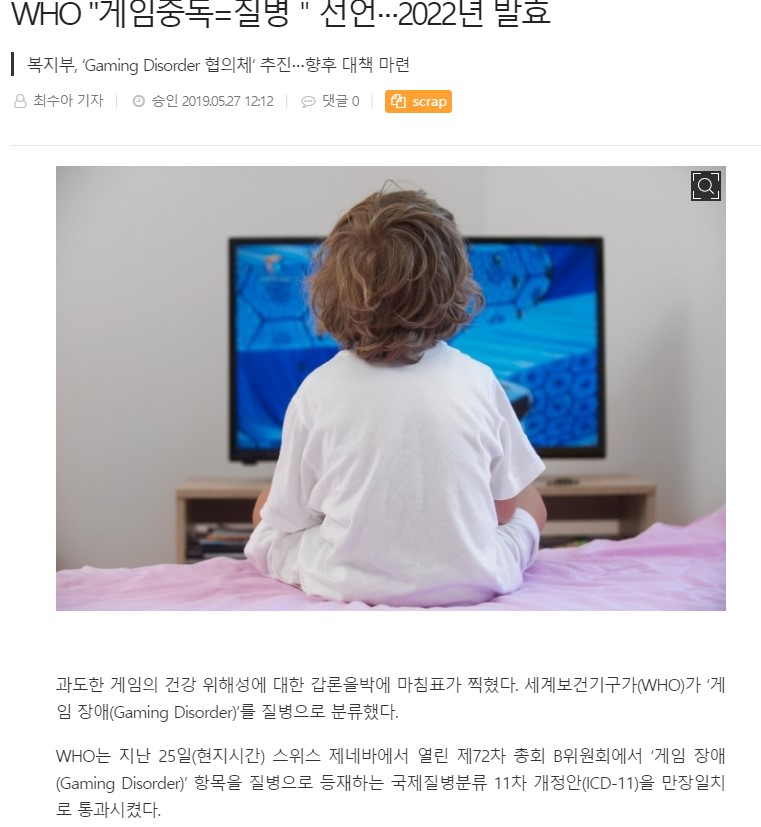 WHO "게임중독=질병 " 선언…2022년 발효
복지부, ‘Gaming Disorder 협의체’ 추진…향후 대책 마련
최수아 기자 | 승인 2019.05.27 12:12 | 댓글 0 | scrap
과도한 게임의 건강 위해성에 대한 갑론을박에 마침표가 찍혔다. 세계보건기구가(WHO)가 ‘게
임 장애(Gaming Disorder)’를 질병으로 분류했다.
WHO는 지난 25일(현지시간) 스위스 제네바에서 열린 제72차 총회 B위원회에서 ‘게임 장애
(Gaming Disorder)’ 항목을 질병으로 등재하는 국제질병분류 11차 개정안(ICD-11)을 만장일치
로 통과시켰다.